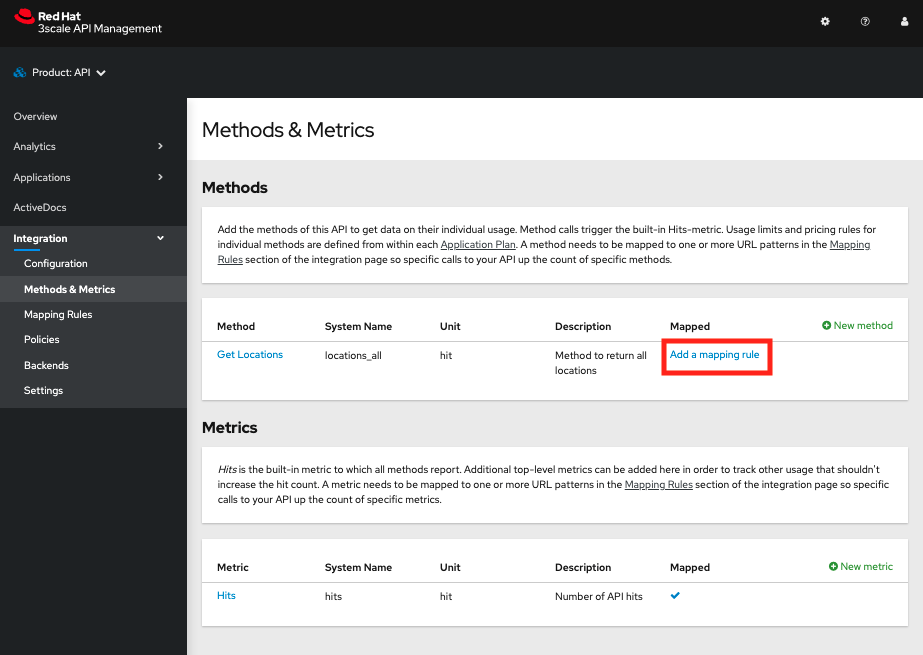 Red Hat
3scale API Management
Product: API
Overview
Analytics
Applications
ActiveDocs
Integration
Configuration
Methods & Metrics
Mapping Rules
Policies
Backends
Settings
Methods & Metrics
Methods
Add the methods of this API to get data on their individual usage. Method calls trigger the built-in Hits-metric. Usage limits and pricing rules for
individual methods are defined from within each Application Plan. A method needs to be mapped to one or more URL patterns in the Mapping
Rules section of the integration page so specific calls to your API up the count of specific methods.
Method System Name Unit Description Mapped New method
Get Locations locations_all hit Method to return all Add a mapping rule
locations
Metrics
Hits is the built-in metric to which all methods report. Additional top-level metrics can be added here in order to track other usage that shouldn't
increase the hit count. A metric needs to be mapped to one or more URL patterns in the Mapping Rules section of the integration page so specific
calls to your API up the count of specific metrics.
Metric System Name Unit Description Mapped New metric
Hits hits hit Number of API hits